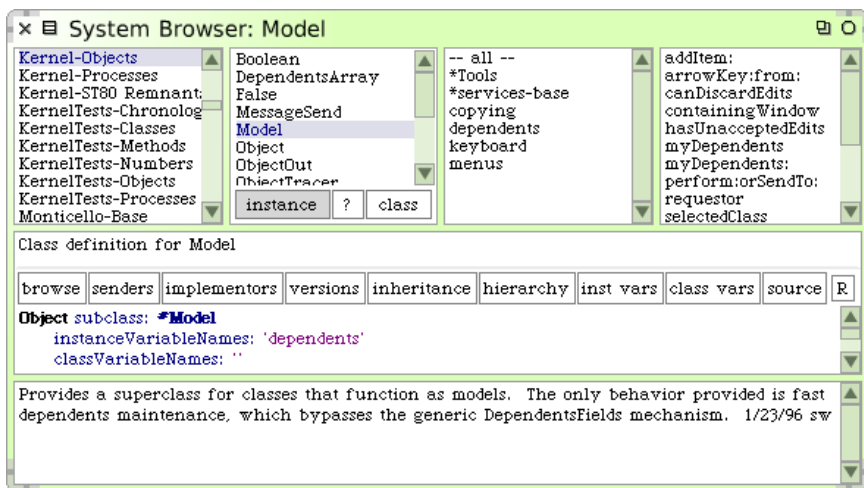 System Browser: Model
Kernel-Objects
Kernel-Processes
Kernel-ST80 Remnant
KernelTests-Chronolog
KernelTests-Classes
KernelTests-Methods
KernelTests-Numbers
KernelTests-Objects
KernelTests-Processes
Monticello-Base
Boolean
DependentsArray
False
MessageSend
Model
Object
ObjectOut
ObjectTracer
instance ? class
-- all --
*Tools
*services-base
copying
dependents
keyboard
menus
addItem:
arrowKey:from:
canDiscardEdits
containingWindow
hasUnacceptedEdits
myDependents
myDependents:
perform:orSendTo:
requestor
selectedClass
Class definition for Model
browse senders implementors versions inheritance hierarchy inst vars class vars source R
Object subclass: #Model
instanceVariableNames: 'dependents'
classVariableNames: ''
Provides a superclass for classes that function as models.  The only behavior provided is fast
dependents maintenance, which bypasses the generic DependentsFields mechanism.  1/23/96 sw